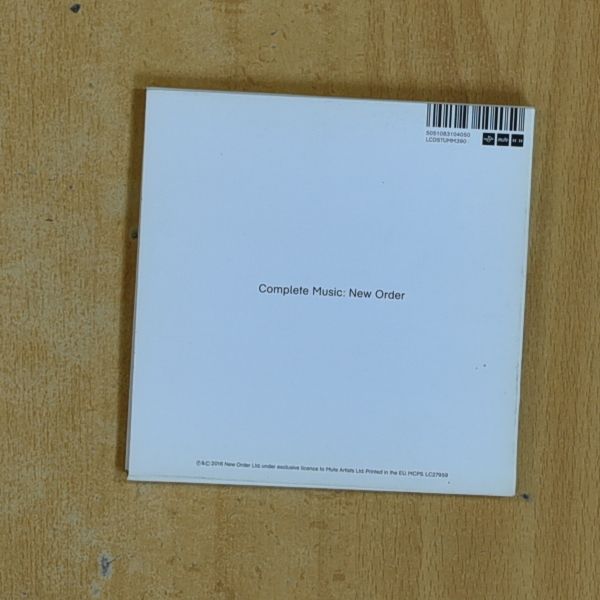 5051083104050
LCDSTUMM390
Complete Music: New Order
℗&© 2016 New Order Ltd under exclusive licence to Mute Artists Ltd. Printed in the EU. MCPS. LC27959